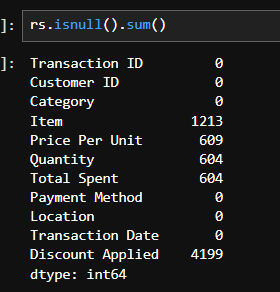 ]: rs.isnull().sum()
]: Transaction ID 0
Customer ID 0
Category 0
Item 1213
Price Per Unit 609
Quantity 604
Total Spent 604
Payment Method 0
Location 0
Transaction Date 0
Discount Applied 4199
dtype: int64